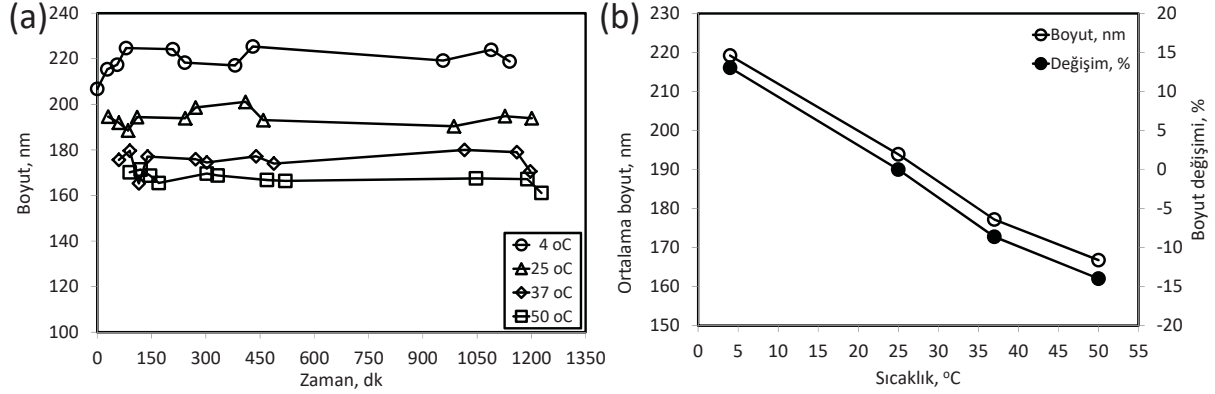 (a)
240
220
200
180
160
140
120
100
Boyut, nm
0 150 300 450 600 750 900 1050 1200 1350
Zaman, dk
4 oC
25 oC
37 oC
50 oC
(b)
230
220
210
200
190
180
170
160
150
Ortalama boyut, nm
0 5 10 15 20 25 30 35 40 45 50 55
Sıcaklık, °C
Boyut, nm
Değişim, %
20
15
10
5
0
-5
-10
-15
-20
Boyut değişimi, %